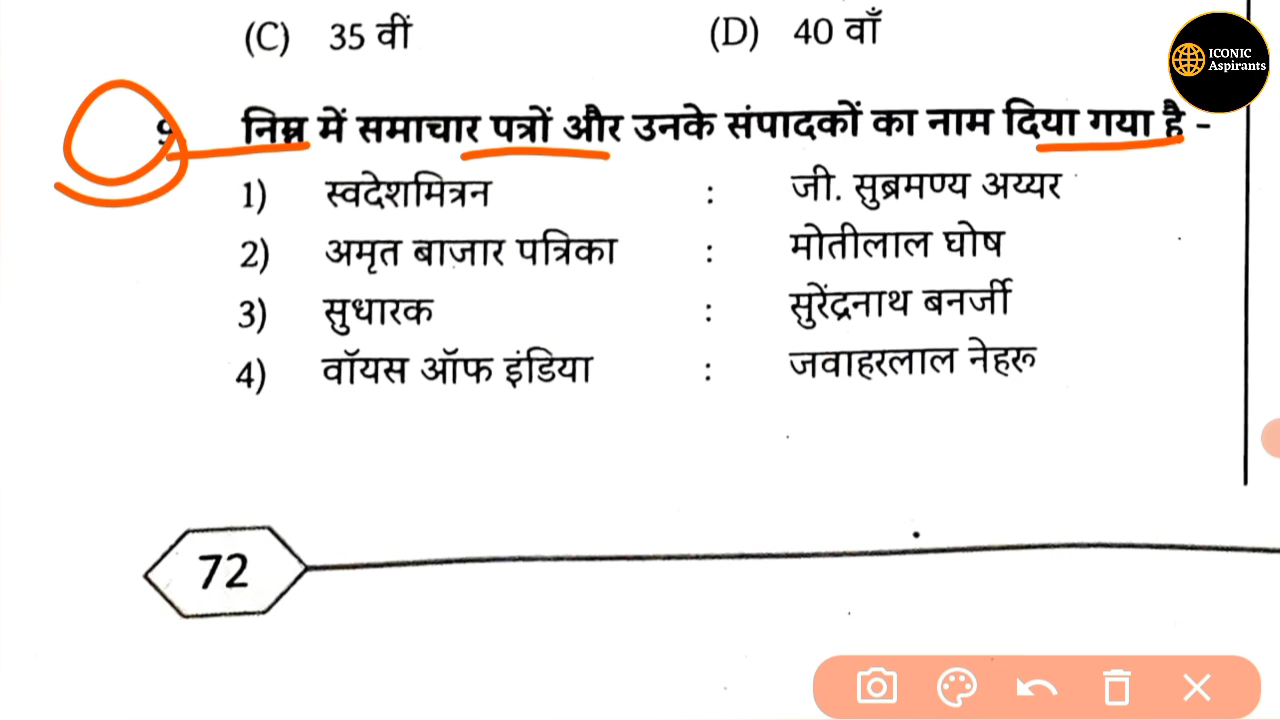 (C) 35 वीं (D) 40 वाँ
ICONIC
Aspirants
9 निम्न में समाचार पत्रों और उनके संपादकों का नाम दिया गया है -
1) स्वदेशमित्रन : जी. सुब्रमण्य अय्यर
2) अमृत बाज़ार पत्रिका : मोतीलाल घोष
3) सुधारक : सुरेंद्रनाथ बनर्जी
4) वॉयस ऑफ इंडिया : जवाहरलाल नेहरू
72